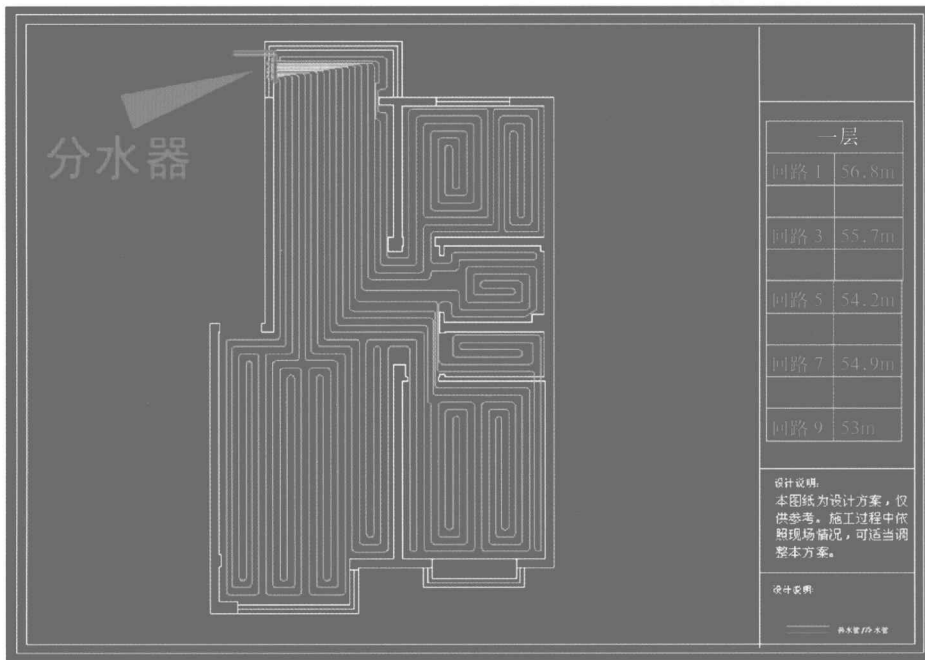 分水器
一层
回路 1 56.8m
回路 3 55.7m
回路 5 54.2m
回路 7 54.9m
回路 9 53m
设计说明:
本图纸为设计方案，仅
供参考。施工过程中依
照现场情况，可适当调
整本方案。
设计说明: